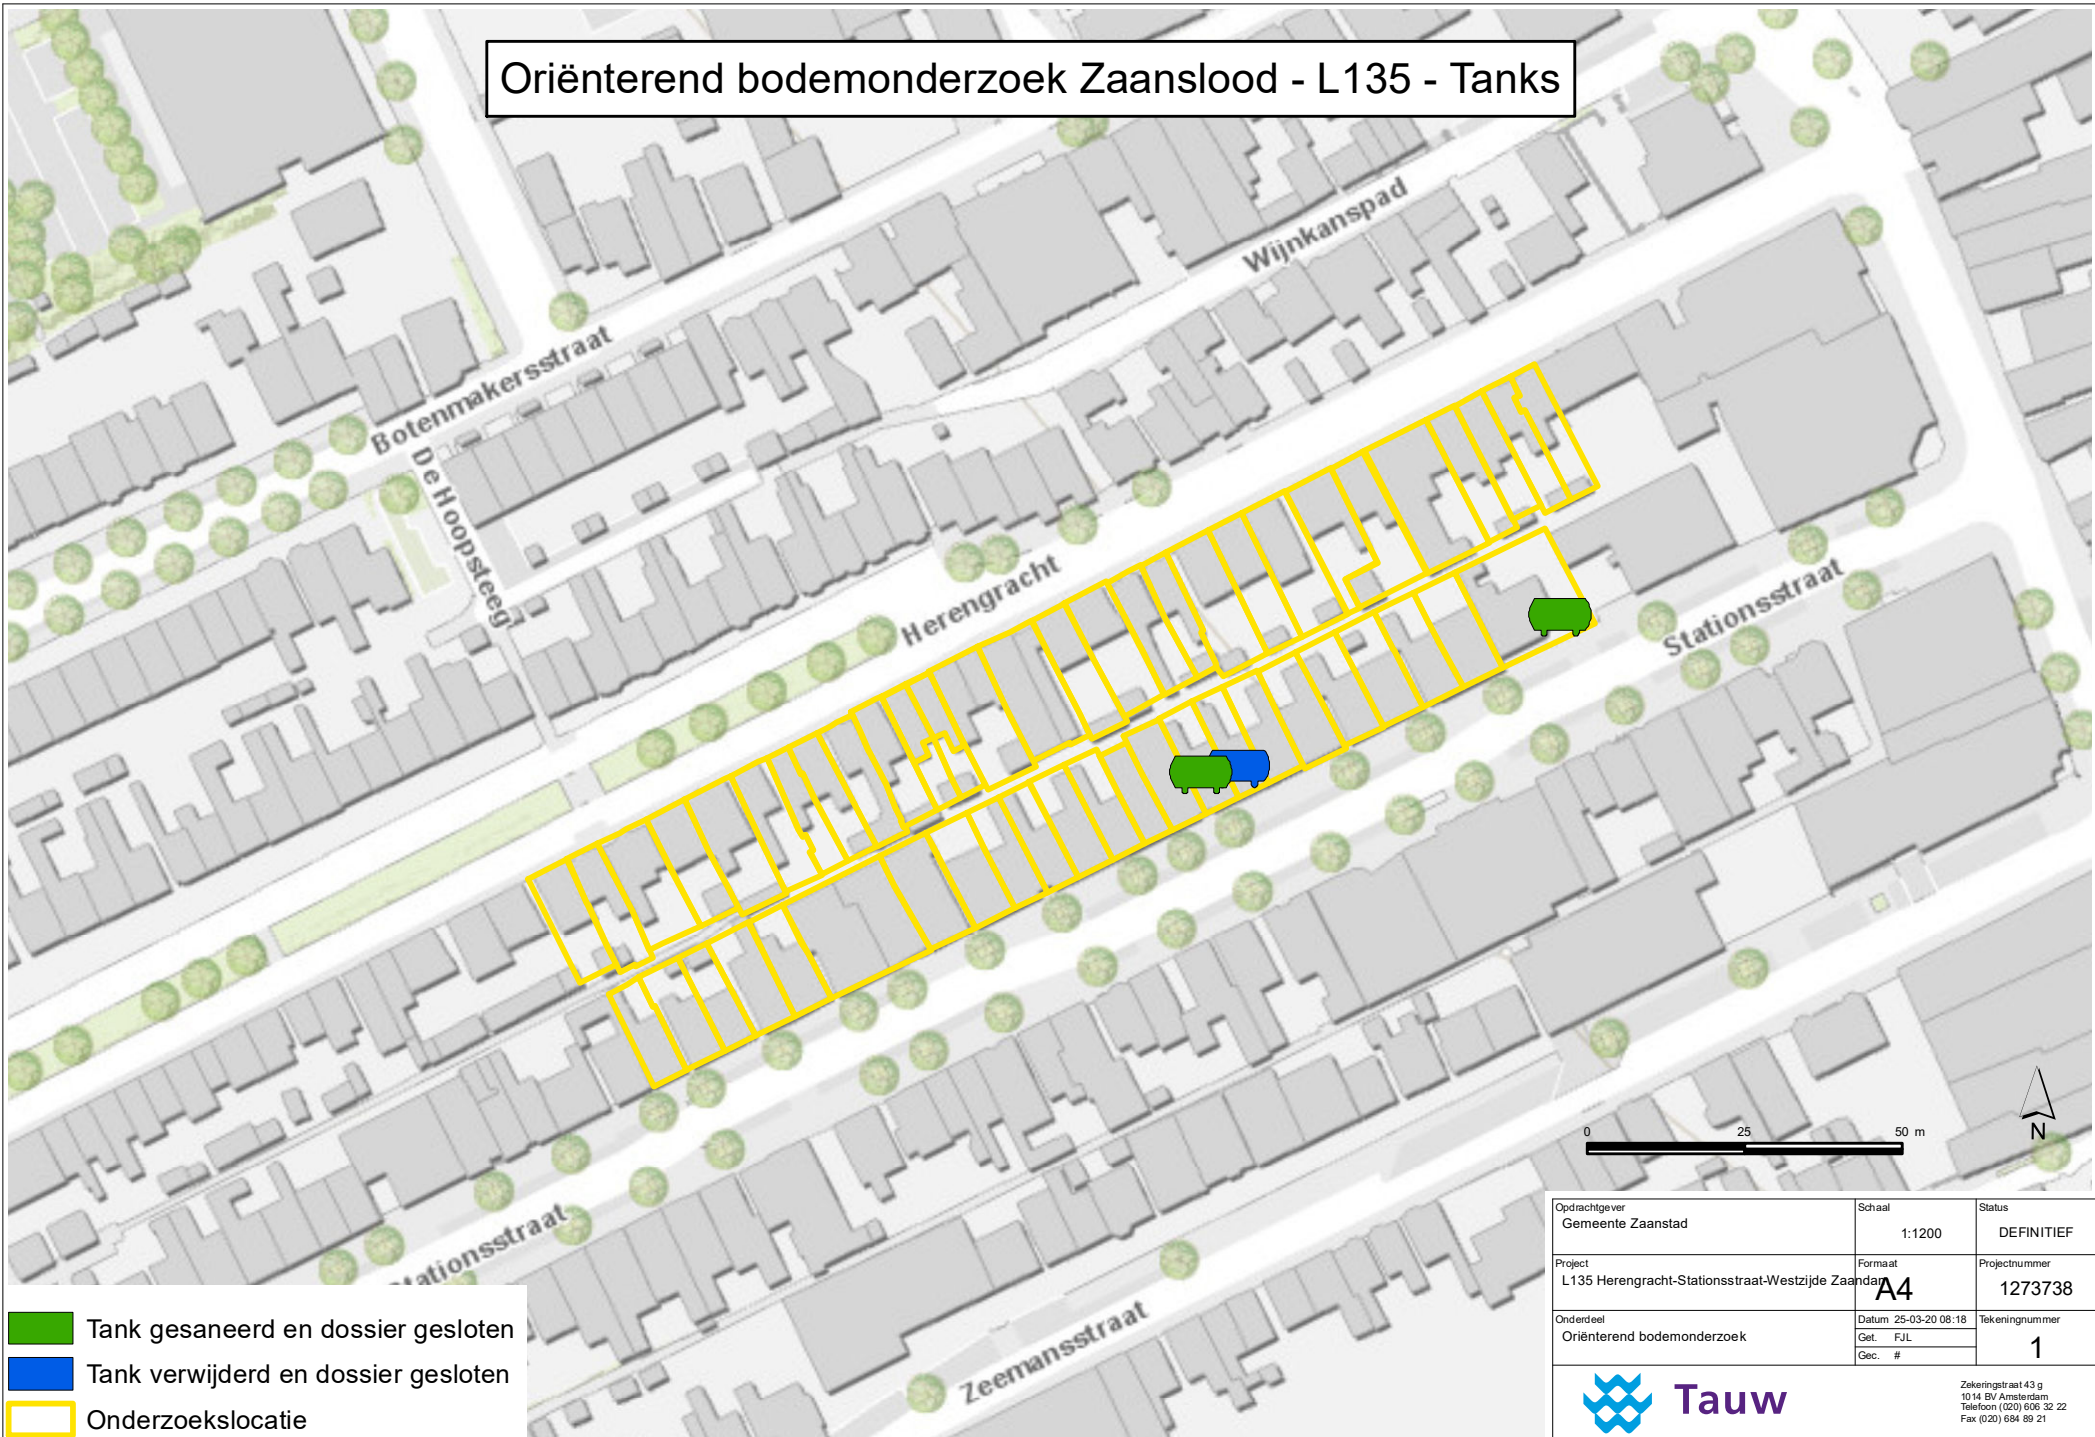 Oriënterend bodemonderzoek Zaanslood - L135 - Tanks
Wijnkanspad
Botenmakersstraat
De Hoopsteeg
Herengracht
Stationsstraat
Stationsstraat
Zeemansstraat
0 25 50 m
N
Tank gesaneerd en dossier gesloten
Tank verwijderd en dossier gesloten
Onderzoekslocatie
Opdrachtgever
Gemeente Zaanstad
Schaal
1:1200
Status
DEFINITIEF
Project
L135 Herengracht-Stationsstraat-Westzijde Zaandam
Formaat
A4
Projectnummer
1273738
Onderdeel
Oriënterend bodemonderzoek
Datum 25-03-20 08:18
Get. FJL
Gec. #
Tekeningnummer
1
Tauw
Zekeringstraat 43 g
1014 BV Amsterdam
Telefoon (020) 606 32 22
Fax (020) 684 89 21